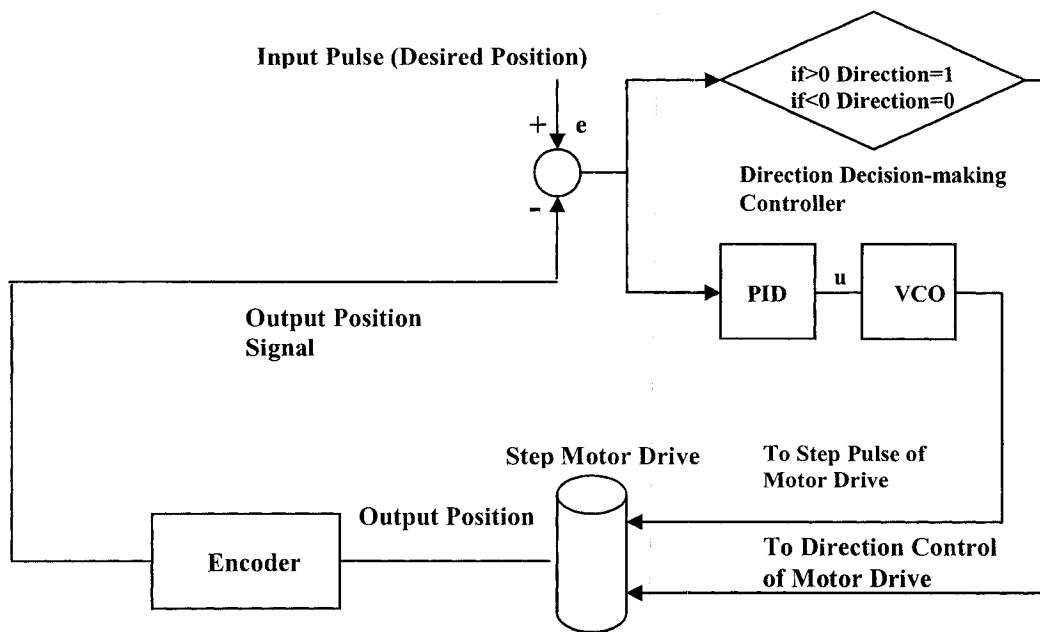 Input Pulse (Desired Position)
if>0 Direction=1
if<0 Direction=0
+
e
-
Direction Decision-making
Controller
PID
u
VCO
Output Position
Signal
Step Motor Drive
To Step Pulse of
Motor Drive
Output Position
Encoder
To Direction Control
of Motor Drive